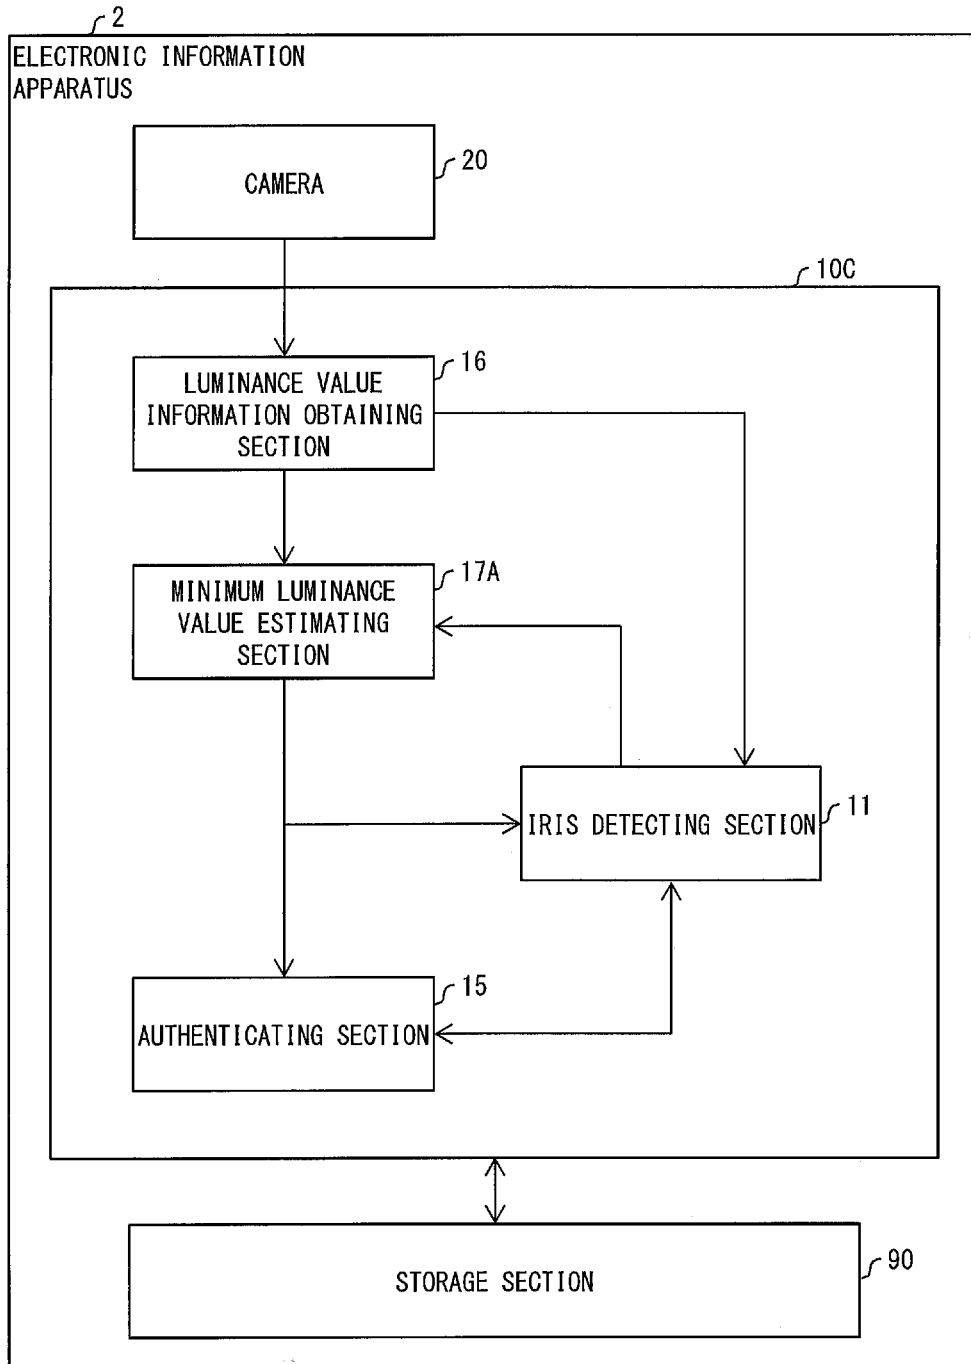 2
ELECTRONIC INFORMATION
APPARATUS
CAMERA
20
10C
LUMINANCE VALUE
INFORMATION OBTAINING
SECTION
16
MINIMUM LUMINANCE
VALUE ESTIMATING
SECTION
17A
IRIS DETECTING SECTION
11
AUTHENTICATING SECTION
15
STORAGE SECTION
90